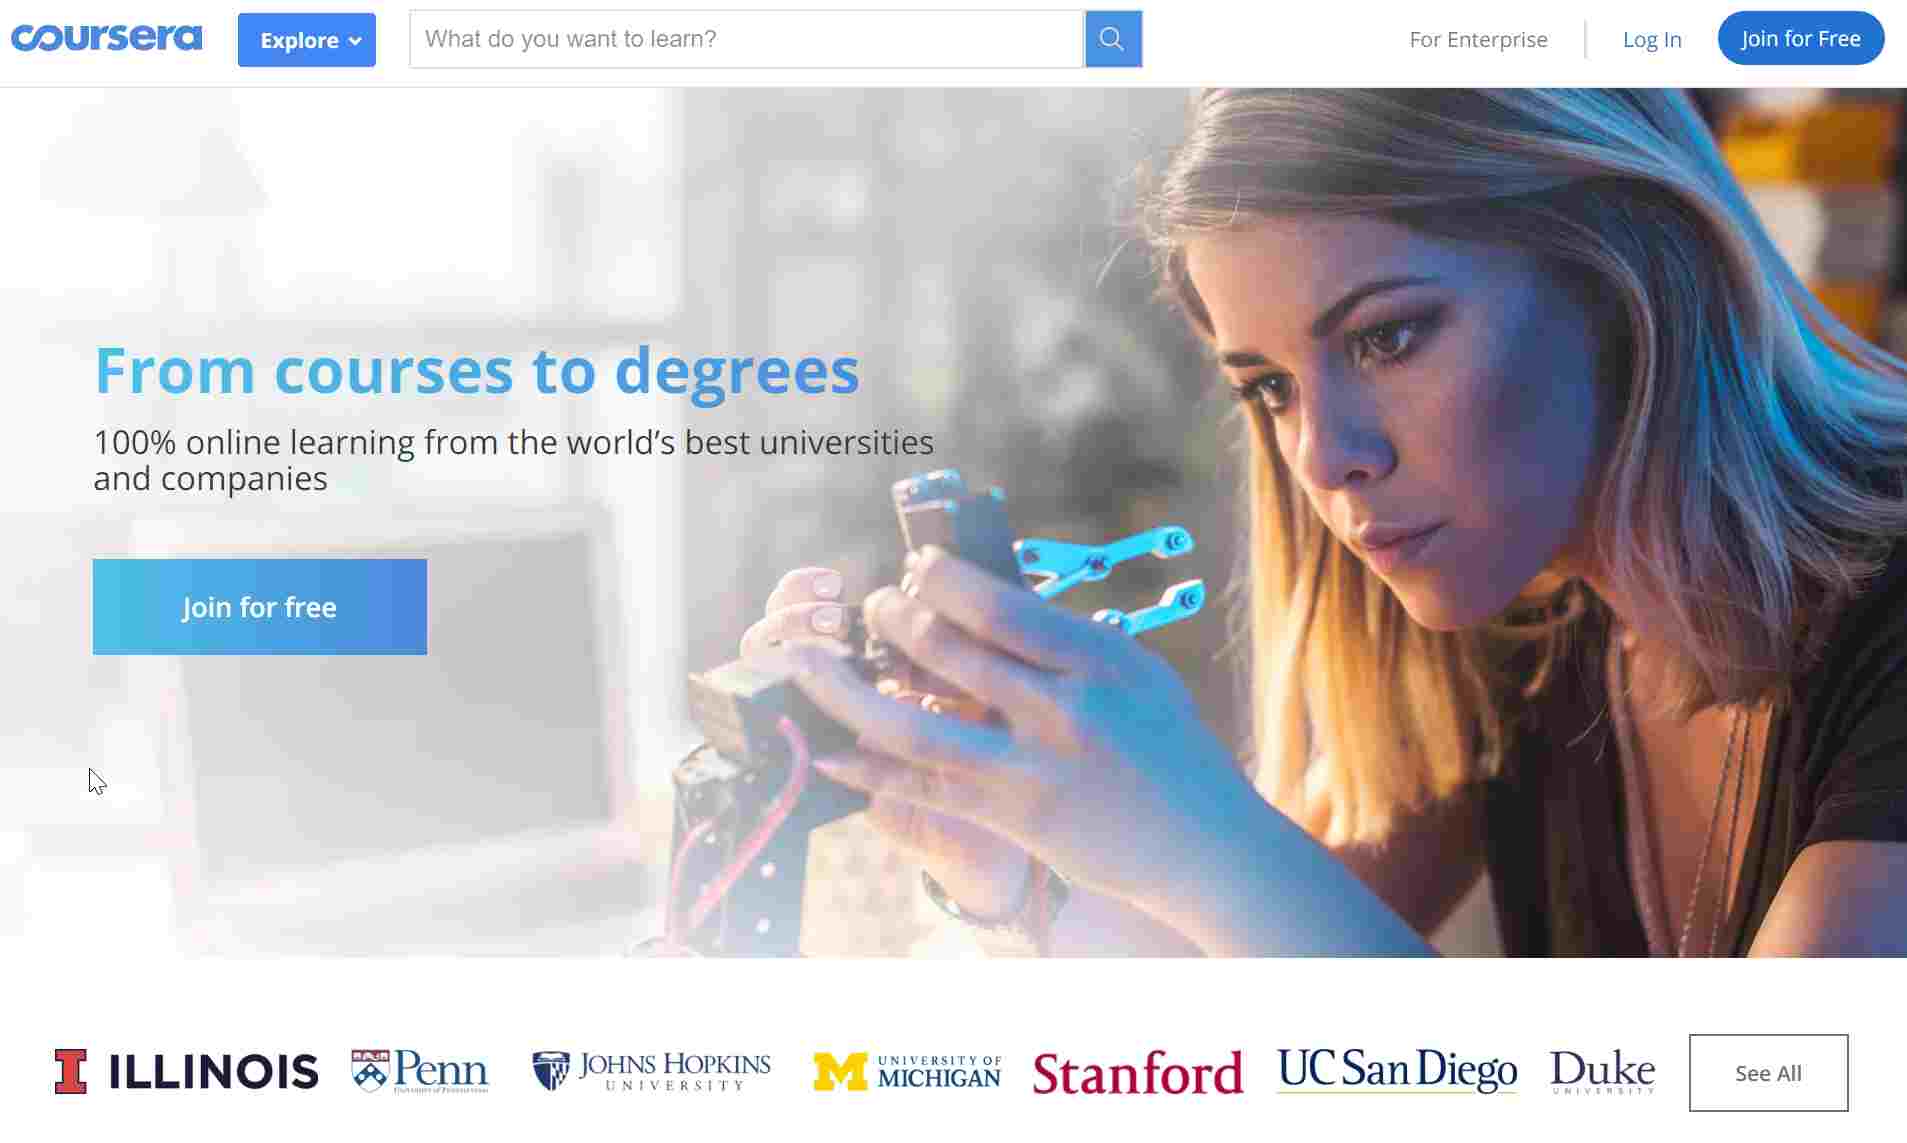 coursera
Explore
What do you want to learn?
For Enterprise
Log In
Join for Free
From courses to degrees
100% online learning from the world’s best universities
and companies
Join for free
I ILLINOIS
Penn
University of Pennsylvania
JOHNS HOPKINS
UNIVERSITY
M UNIVERSITY OF
MICHIGAN
Stanford
UC San Diego
Duke
UNIVERSITY
See All